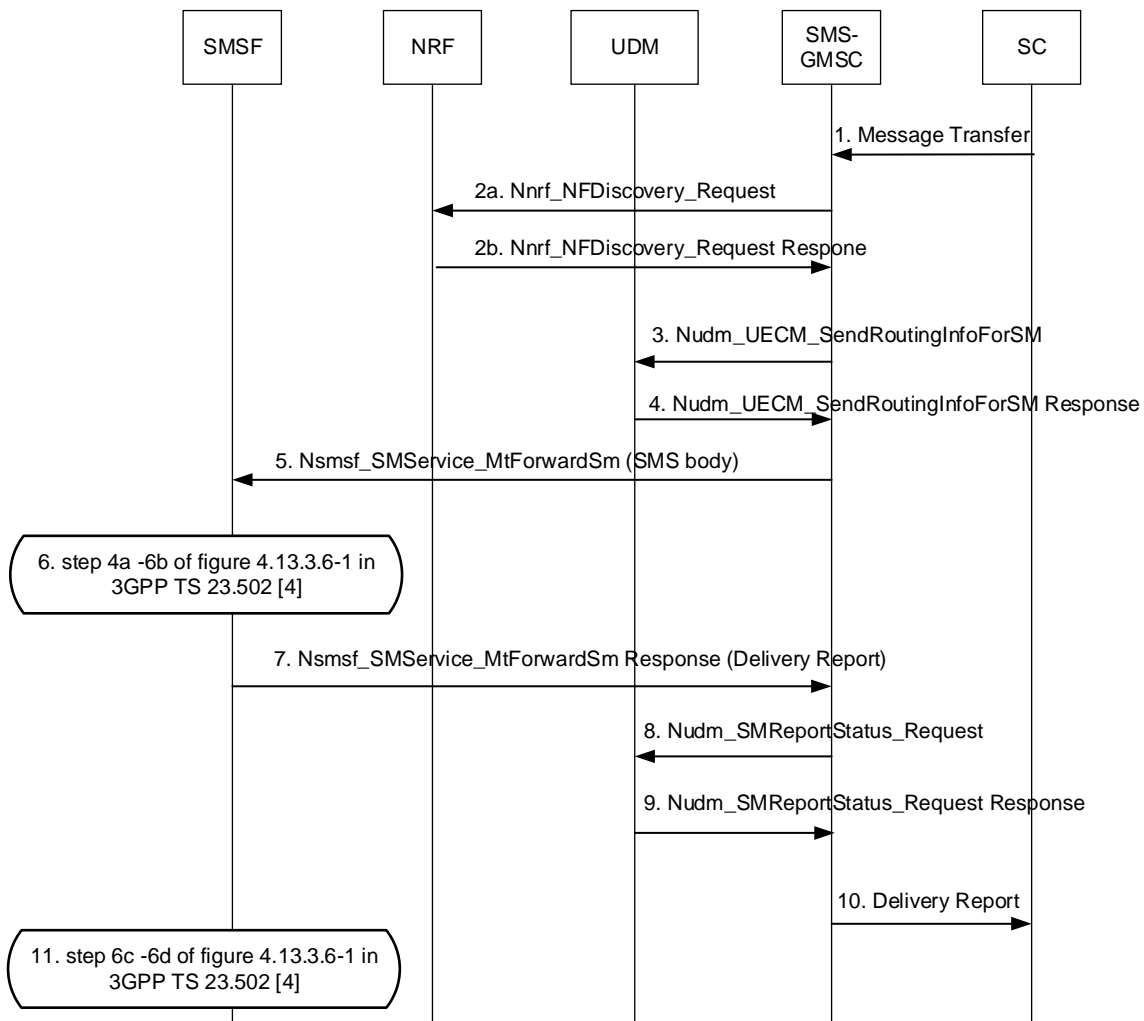 SMSF
NRF
UDM
SMS-
GMSC
SC
1. Message Transfer
2a. Nnrf_NFDiscovery_Request
2b. Nnrf_NFDiscovery_Request Respone
3. Nudm_UECM_SendRoutingInfoForSM
4. Nudm_UECM_SendRoutingInfoForSM Response
5. Nsmsf_SMService_MtForwardSm (SMS body)
6. step 4a -6b of figure 4.13.3.6-1 in
3GPP TS 23.502 [4]
7. Nsmsf_SMService_MtForwardSm Response (Delivery Report)
8. Nudm_SMReportStatus_Request
9. Nudm_SMReportStatus_Request Response
10. Delivery Report
11. step 6c -6d of figure 4.13.3.6-1 in
3GPP TS 23.502 [4]